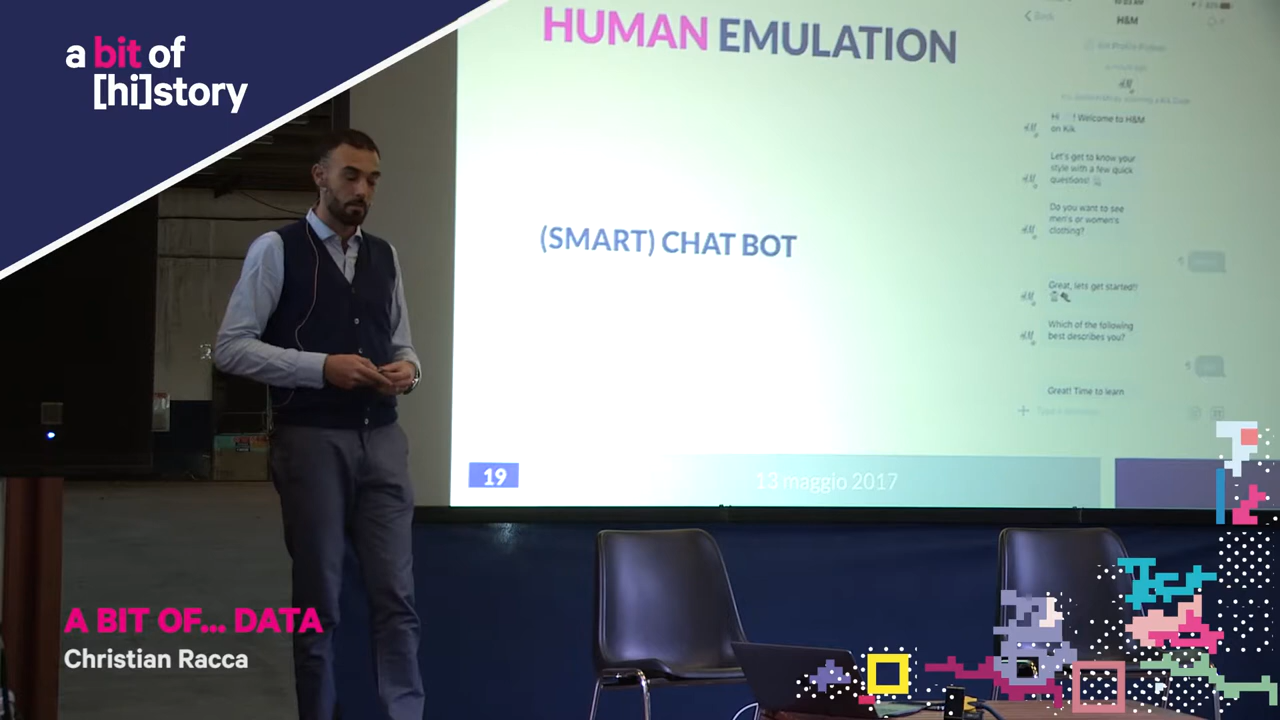 a bit of
[hi]story
HUMAN EMULATION
(SMART) CHAT BOT
Back
H&M
Hi ! Welcome to H&M
on Kik
Let's get to know your
style with a few quick
questions!
Do you want to see
men's or women's
clothing?
Great, lets get started!!
Which of the following
best describes you?
Great! Time to learn
19
13 maggio 2017
A BIT OF... DATA
Christian Racca